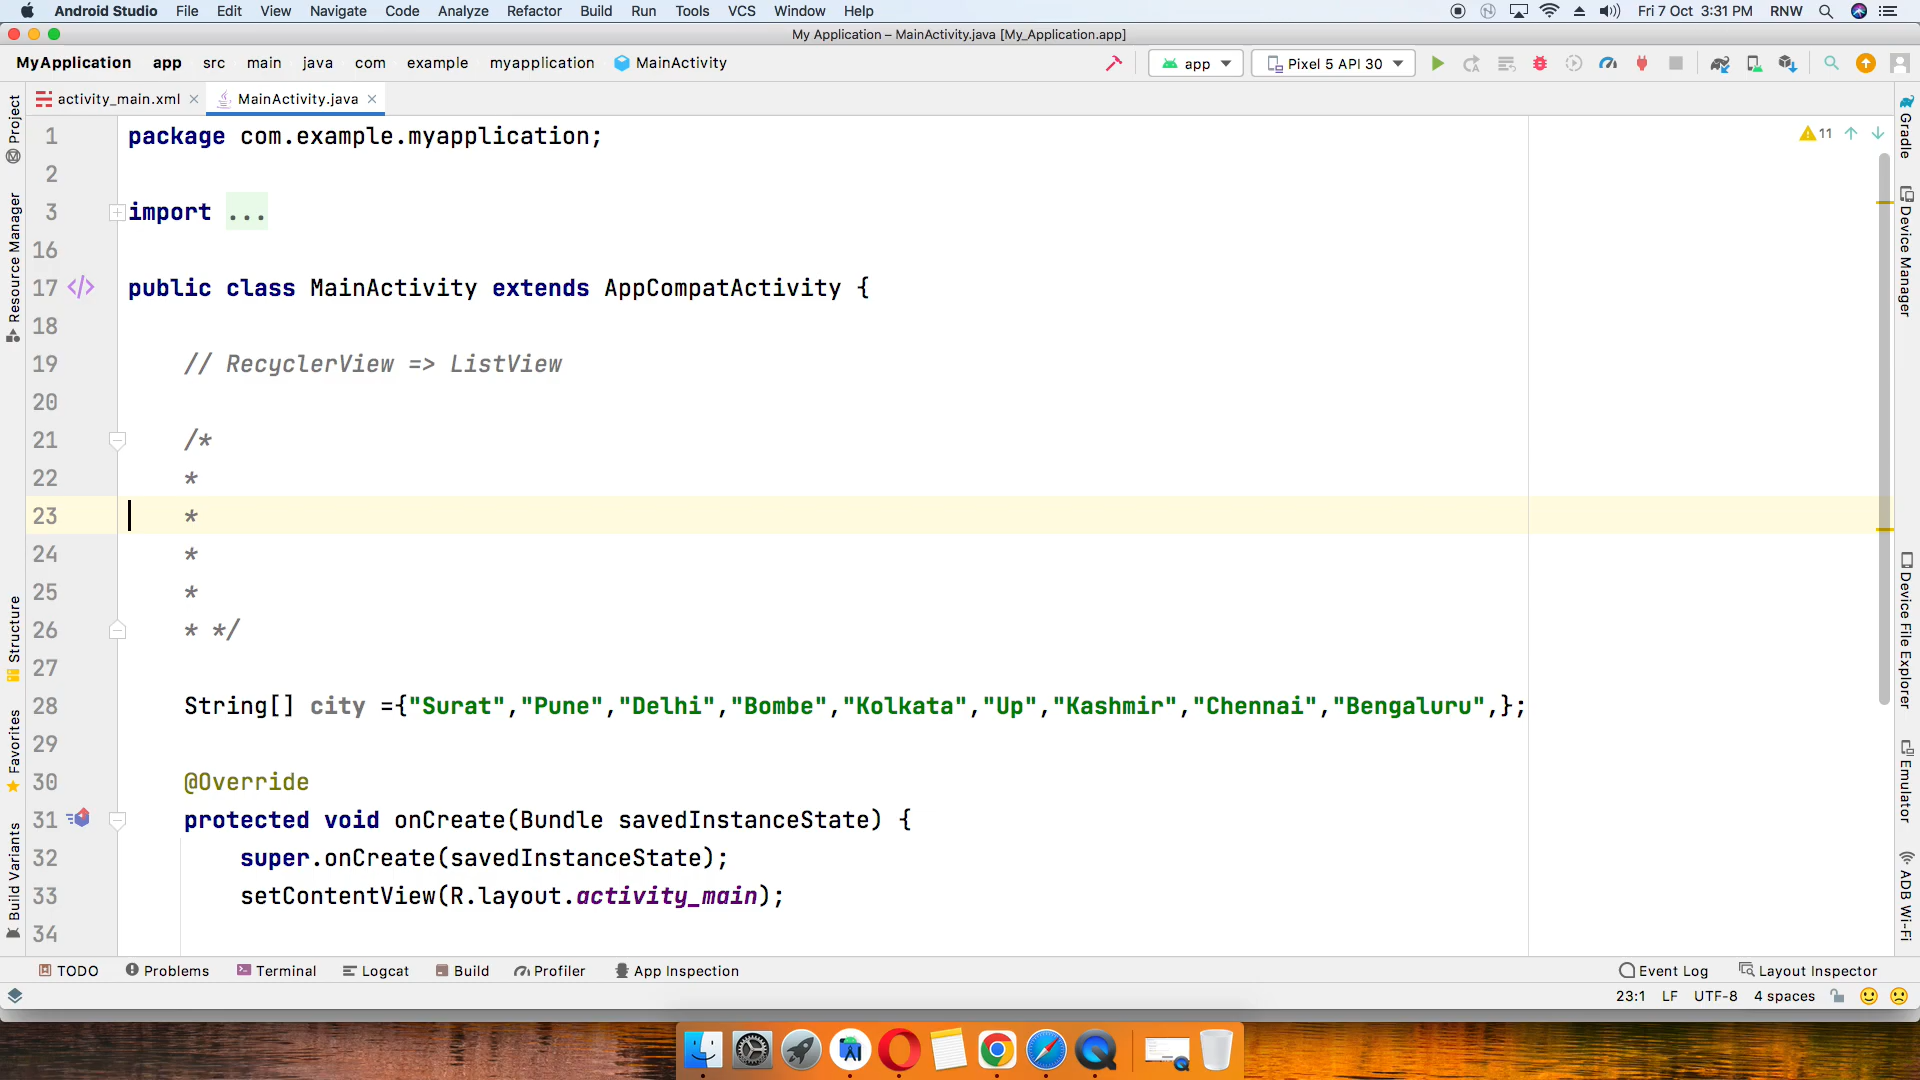 Android Studio File Edit View Navigate Code Analyze Refactor Build Run Tools VCS Window Help Fri 7 Oct 3:31 PM RNW
My Application – MainActivity.java [My_Application.app]
MyApplication app src main java com example myapplication MainActivity app Pixel 5 API 30
activity_main.xml MainActivity.java
Project
Resource Manager
Structure
Favorites
Build Variants
1 package com.example.myapplication;
2
3 import ...
16
17 public class MainActivity extends AppCompatActivity {
18
19 // RecyclerView => ListView
20
21 /*
22 *
23 *
24 *
25 *
26 * */
27
28 String[] city ={"Surat","Pune","Delhi","Bombe","Kolkata","Up","Kashmir","Chennai","Bengaluru",};
29
30 @Override
31 protected void onCreate(Bundle savedInstanceState) {
32 super.onCreate(savedInstanceState);
33 setContentView(R.layout.activity_main);
34
11
Gradle
Device Manager
Device File Explorer
Emulator
ADB Wi-Fi
TODO Problems Terminal Logcat Build Profiler App Inspection Event Log Layout Inspector
23:1 LF UTF-8 4 spaces